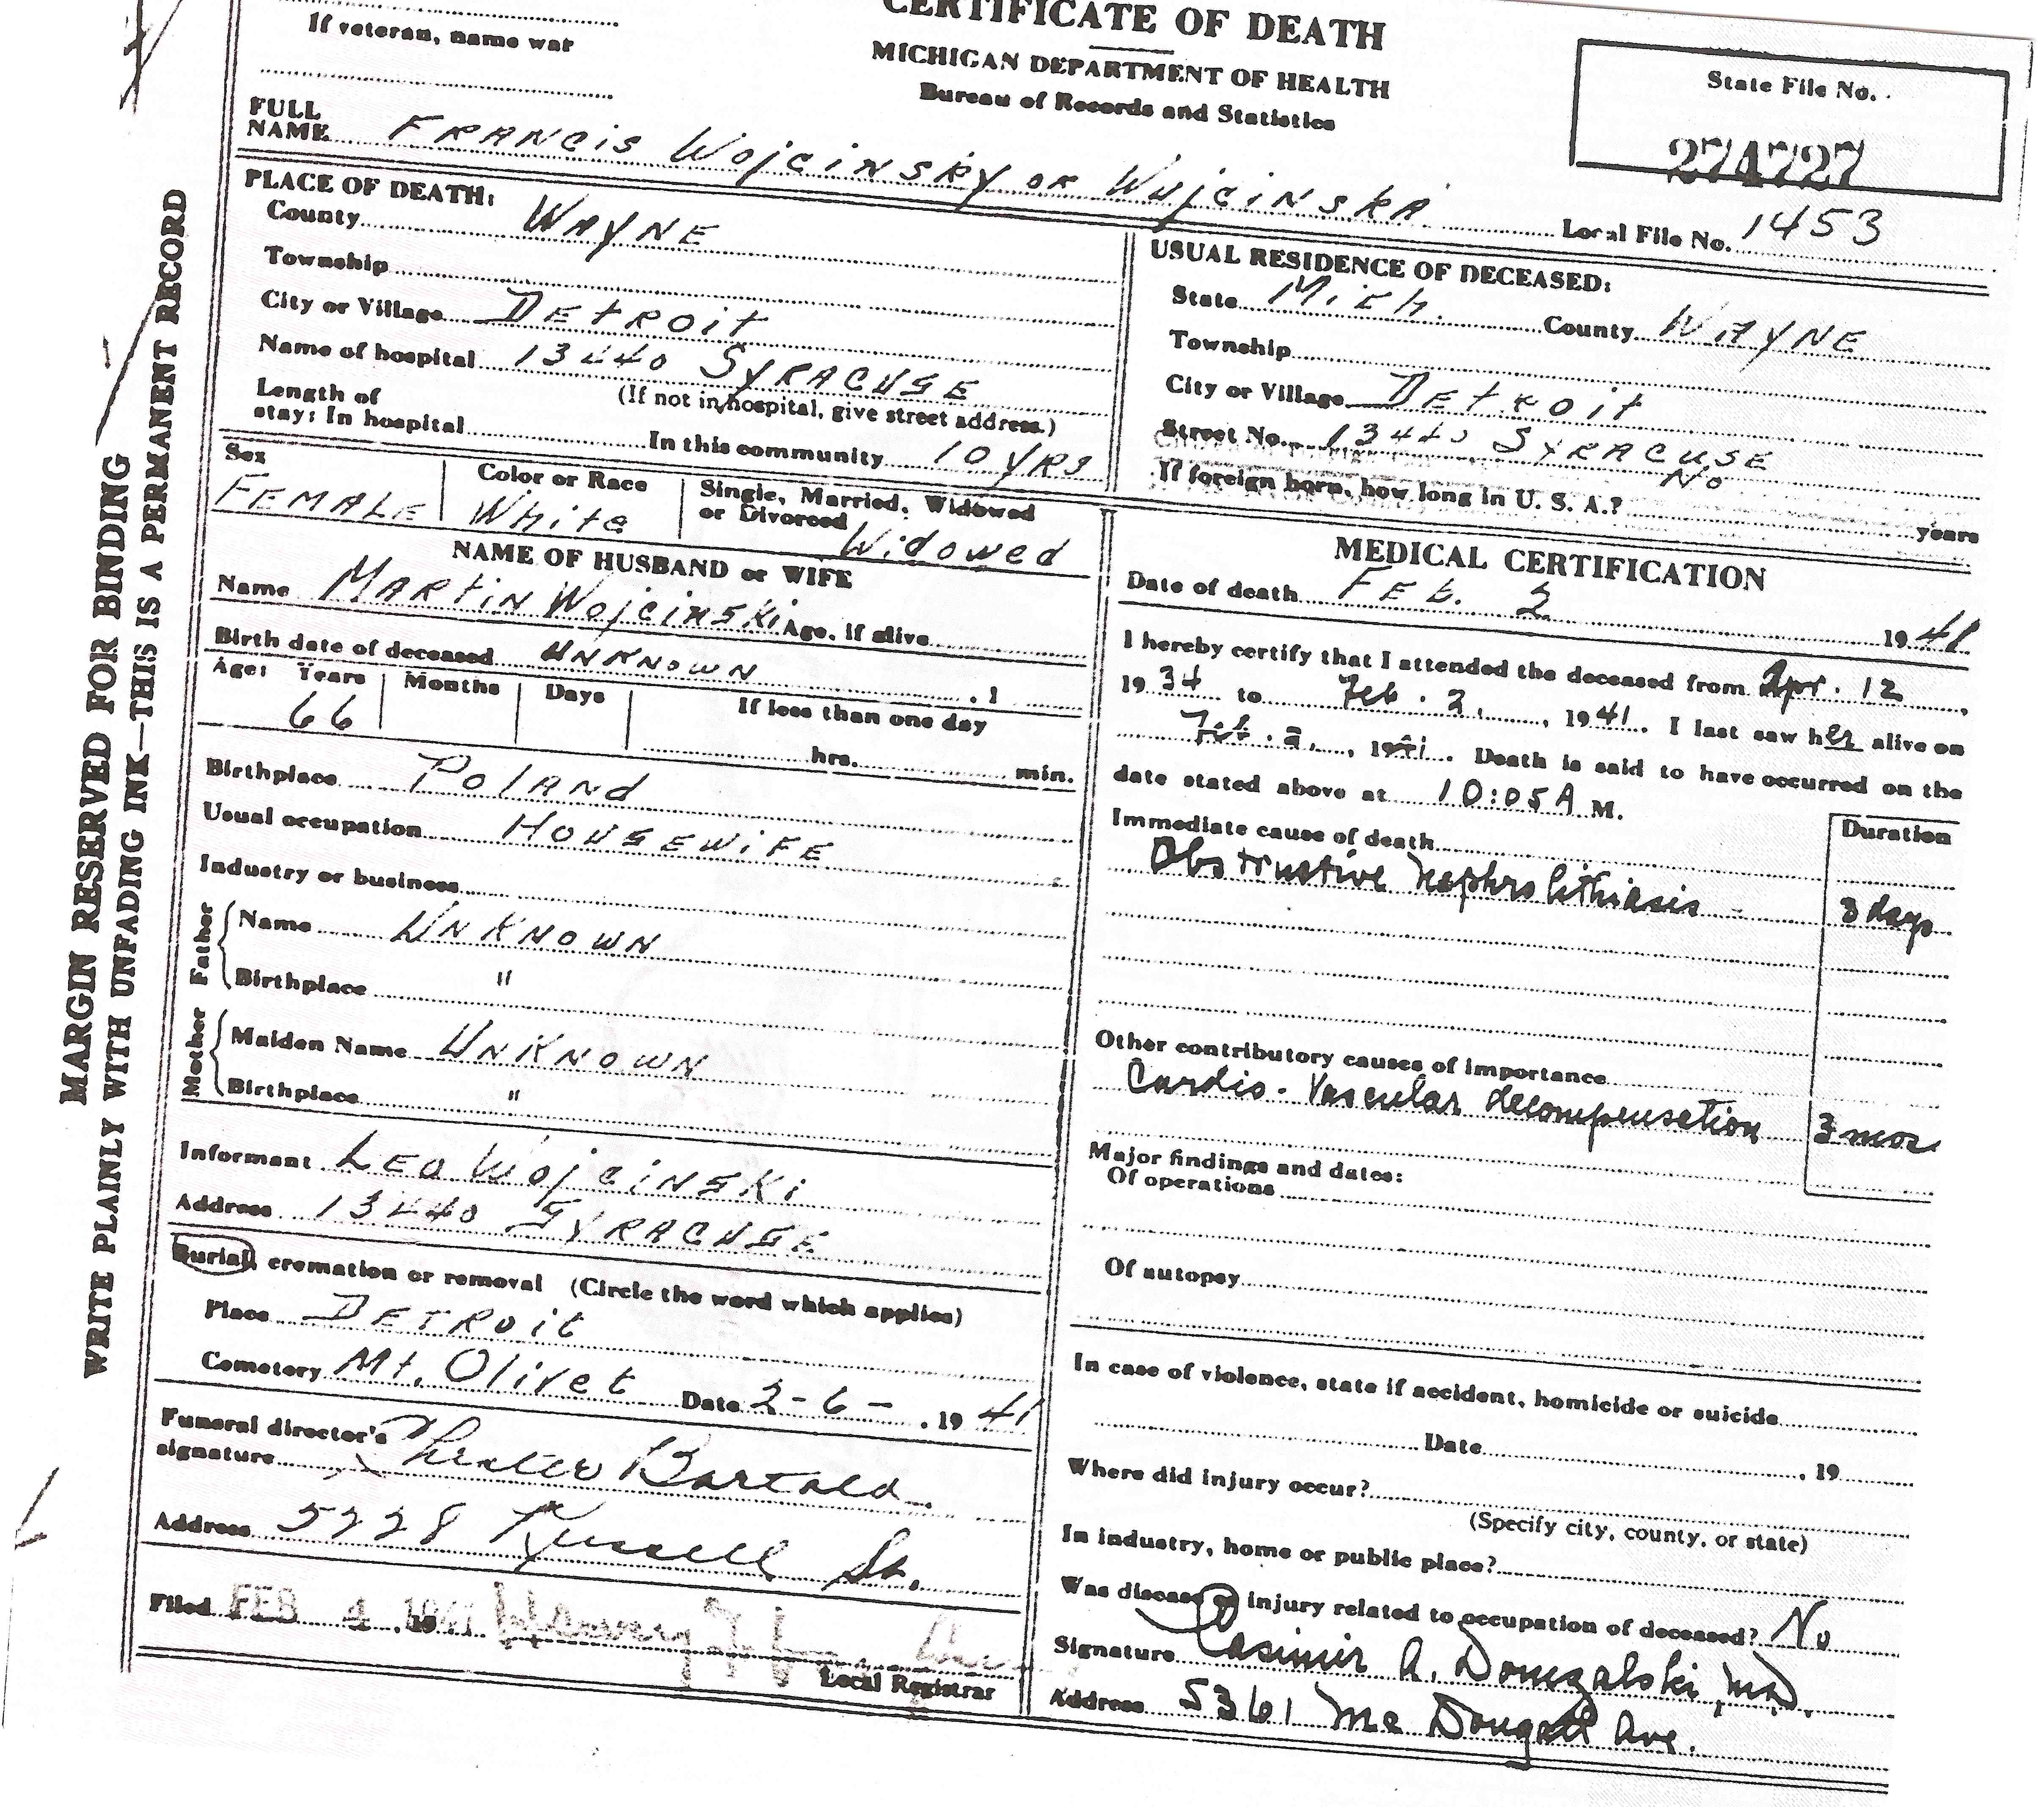 If veteran, name war
CERTIFICATE OF DEATH
MICHIGAN DEPARTMENT OF HEALTH
Bureau of Records and Statistics
State File No.
274727
FULL NAME FRANCIS WOJCINSKY OR WUJCINSKA
Local File No. 1453
MARGIN RESERVED FOR BINDING
WRITE PLAINLY WITH UNFADING INK—THIS IS A PERMANENT RECORD
PLACE OF DEATH:
County WAYNE
Township
City or Village DETROIT
Name of hospital 13440 SYRACUSE
(If not in hospital, give street address.)
Length of
stay: In hospital In this community 10 YRS
USUAL RESIDENCE OF DECEASED:
State Mich. County WAYNE
Township
City or Village DETROIT
Street No. 13440 SYRACUSE
If foreign born, how long in U. S. A.? No years
Sex FEMALE
Color or Race White
Single, Married, Widowed
or Divorced Widowed
NAME OF HUSBAND or WIFE
Name MARTIN WOJCINSKI Age, if alive
Birth date of deceased UNKNOWN , 1
Age: Years Months Days If less than one day
66 hrs. min.
Birthplace POLAND
Usual occupation HOUSEWIFE
Industry or business
Father
Name UNKNOWN
Birthplace "
Mother
Maiden Name UNKNOWN
Birthplace "
Informant LEO WOJCINSKI
Address 13440 SYRACUSE
Burial, cremation or removal (Circle the word which applies)
Place DETROIT
Cemetery Mt. Olivet Date 2-6- , 19 41
Funeral director's
signature Bartold
Address 5728 Russell St.
Filed FEB 4 1941 Henry F.
Local Registrar
MEDICAL CERTIFICATION
Date of death FEb. 2 1941
I hereby certify that I attended the deceased from Apr. 12,
1934 to Feb. 2, , 1941. I last saw her alive on
Feb. 2, , 1941. Death is said to have occurred on the
date stated above at 10:05 A M.
Immediate cause of death Duration
Obstructive nephrolithiasis - 3 days
Other contributory causes of importance
Cardio-Vascular decompensation 3 mos
Major findings and dates:
Of operations
Of autopsy
In case of violence, state if accident, homicide or suicide
Date , 19
Where did injury occur?
(Specify city, county, or state)
In industry, home or public place?
Was disease or injury related to occupation of deceased? No
Signature Casimir A. Domzalski, MD.
Address 5361 McDougall Ave.